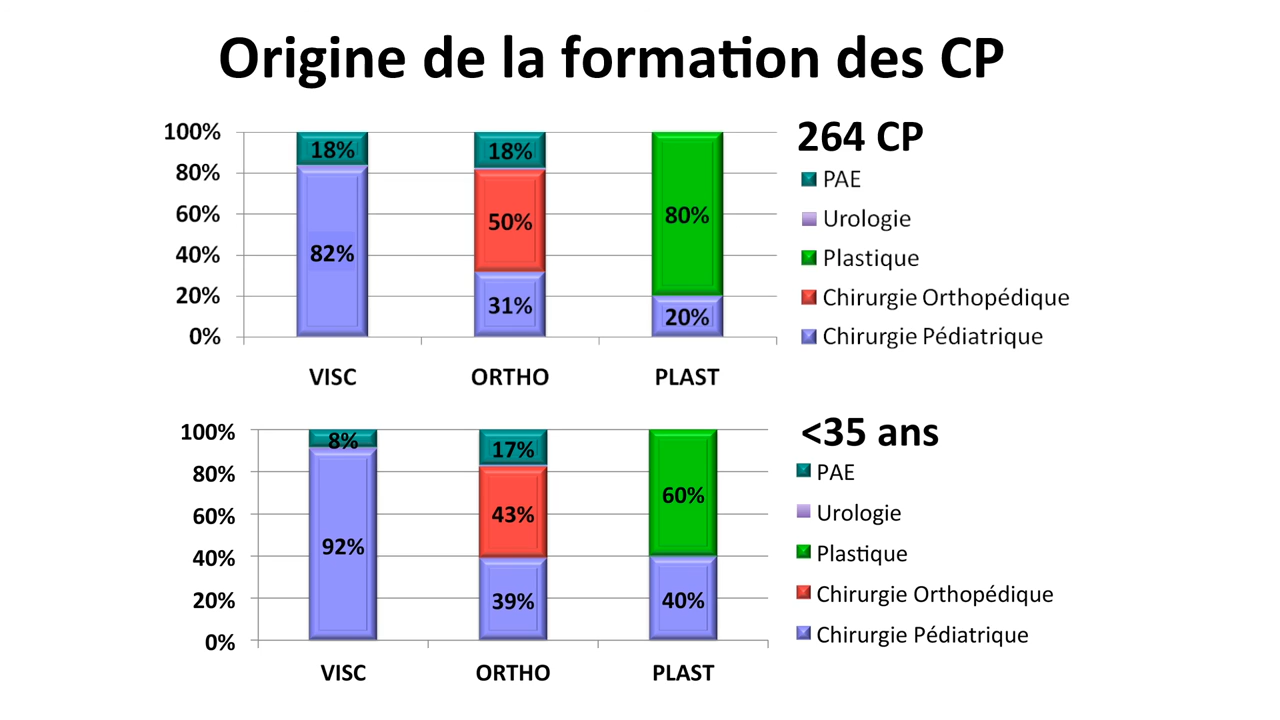 Origine de la formation des CP
264 CP
100%
80%
60%
40%
20%
0%
18%
82%
18%
50%
31%
80%
20%
VISC
ORTHO
PLAST
PAE
Urologie
Plastique
Chirurgie Orthopédique
Chirurgie Pédiatrique
<35 ans
100%
80%
60%
40%
20%
0%
8%
92%
17%
43%
39%
60%
40%
VISC
ORTHO
PLAST
PAE
Urologie
Plastique
Chirurgie Orthopédique
Chirurgie Pédiatrique